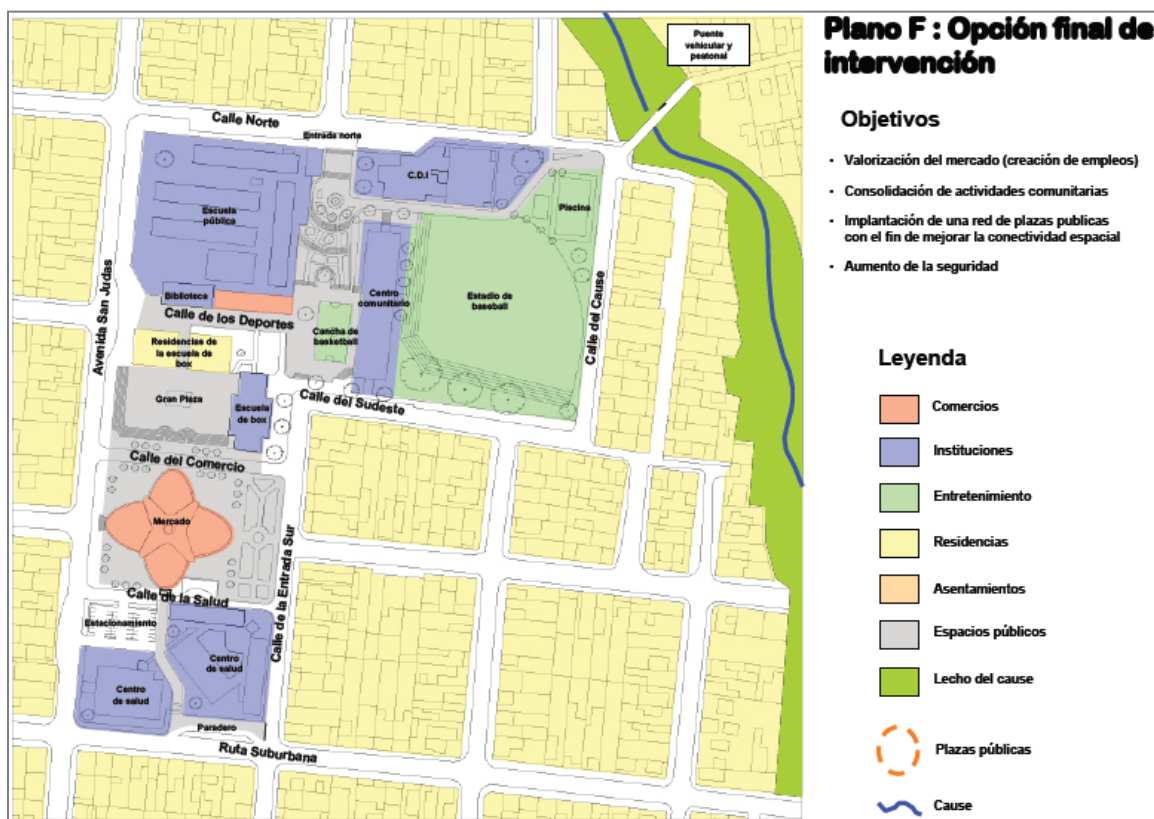 Plano F : Opción final de
intervención
Objetivos
• Valorización del mercado (creación de empleos)
• Consolidación de actividades comunitarias
• Implantación de una red de plazas publicas
con el fin de mejorar la conectividad espacial
• Aumento de la seguridad
Leyenda
Comercios
Instituciones
Entretenimiento
Residencias
Asentamientos
Espacios públicos
Lecho del cause
Plazas públicas
Cause
Puente
vehicular y
peatonal
Calle Norte
Entrada norte
C.D.I
Escuela
pública
Piscina
Biblioteca
Centro
comunitario
Estadio de
baseball
Calle de los Deportes
Cancha de
basketball
Calle del Cause
Avenida San Judas
Residencias de
la escuela de
box
Gran Plaza
Escuela
de box
Calle del Sudeste
Calle del Comercio
Mercado
Calle de la Entrada Sur
Calle de la Salud
Estacionamiento
Centro
de salud
Centro
de salud
Paradero
Ruta Suburbana